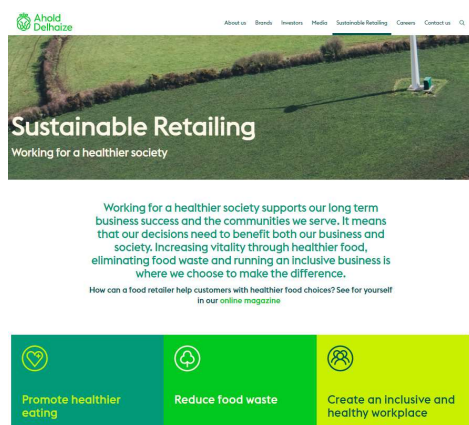 Ahold
Delhaize
About us Brands Investors Media Sustainable Retailing Careers Contact us
Sustainable Retailing
Working for a healthier society
Working for a healthier society supports our long term
business success and the communities we serve. It means
that our decisions need to benefit both our business and
society. Increasing vitality through healthier food,
eliminating food waste and running an inclusive business is
where we choose to make the difference.
How can a food retailer help customers with healthier food choices? See for yourself
in our online magazine
Promote healthier
eating
Reduce food waste
Create an inclusive and
healthy workplace